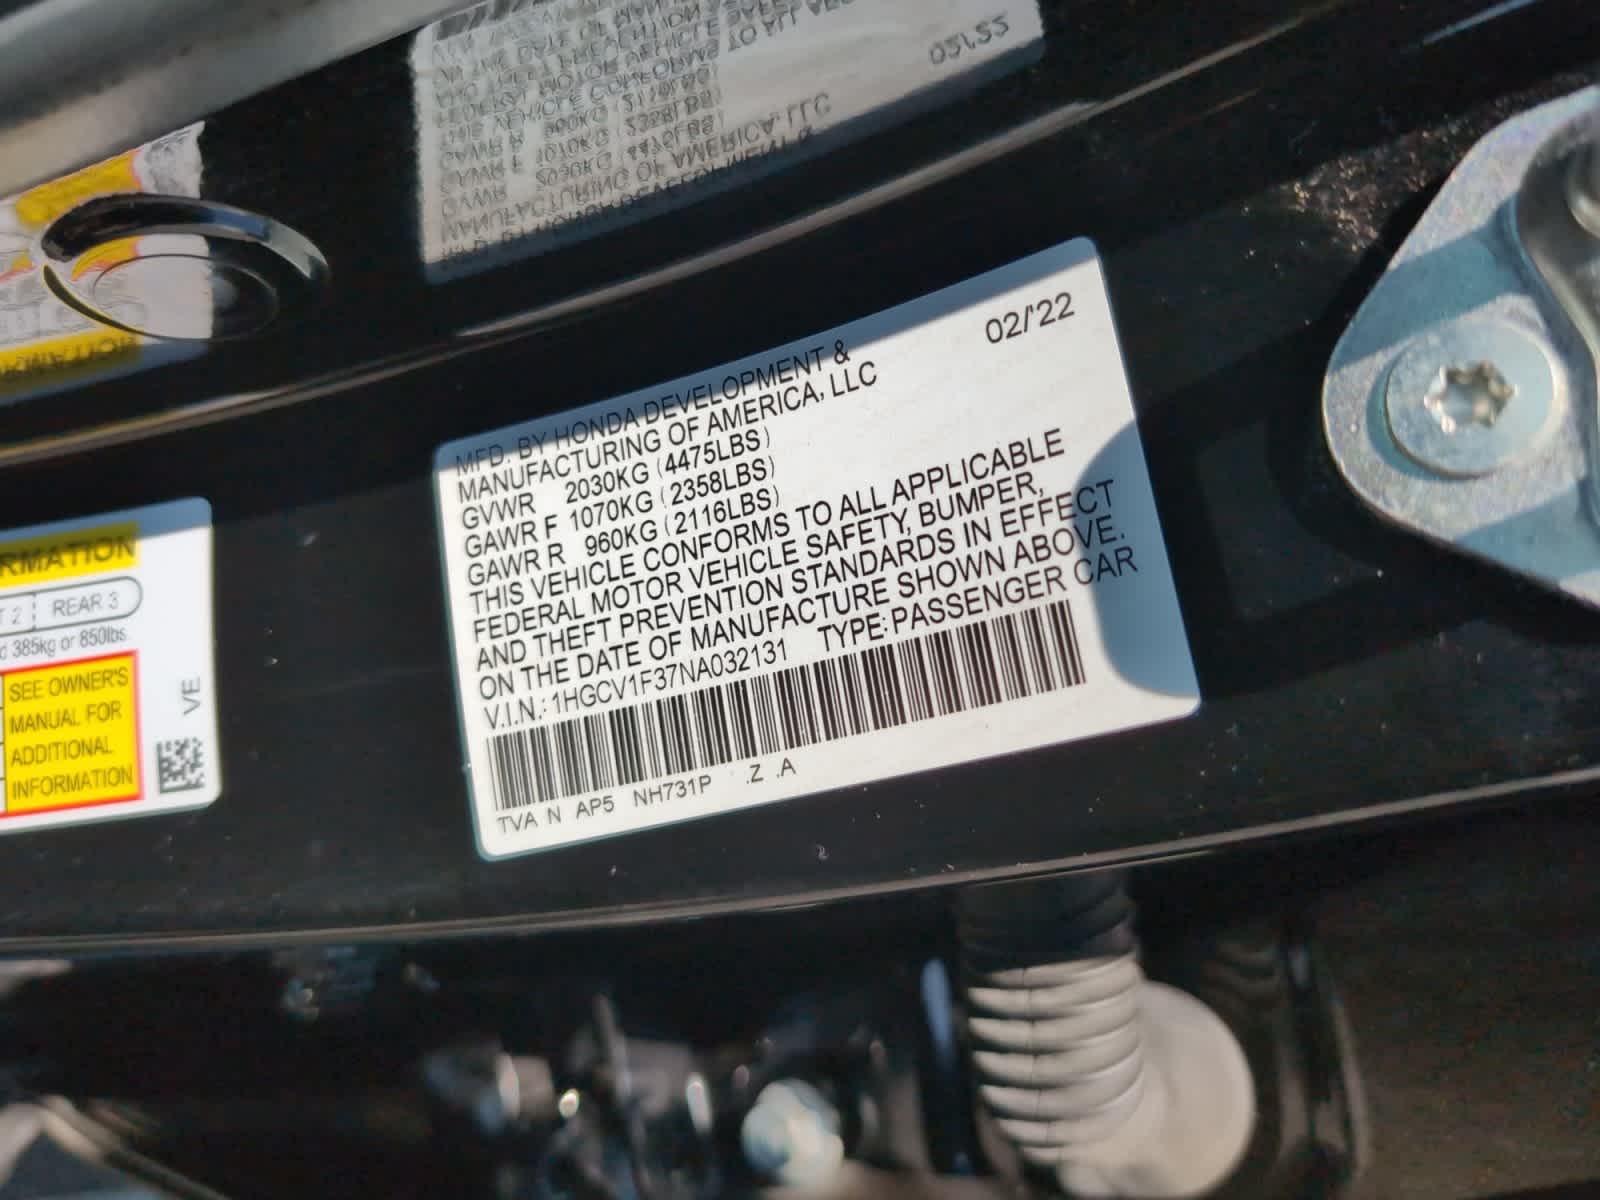 MFD. BY HONDA DEVELOPMENT &
MANUFACTURING OF AMERICA, LLC
02/'22
GVWR 2030KG (4475LBS)
GAWR F 1070KG (2358LBS)
GAWR R 960KG (2116LBS)
THIS VEHICLE CONFORMS TO ALL APPLICABLE
FEDERAL MOTOR VEHICLE SAFETY, BUMPER,
AND THEFT PREVENTION STANDARDS IN EFFECT
ON THE DATE OF MANUFACTURE SHOWN ABOVE.
V.I.N.: 1HGCV1F37NA032131 TYPE: PASSENGER CAR
TVA N AP5 NH731P .Z .A
RMATION
T 2 REAR 3
d 385kg or 850lbs.
SEE OWNER'S
MANUAL FOR
ADDITIONAL
INFORMATION
VE